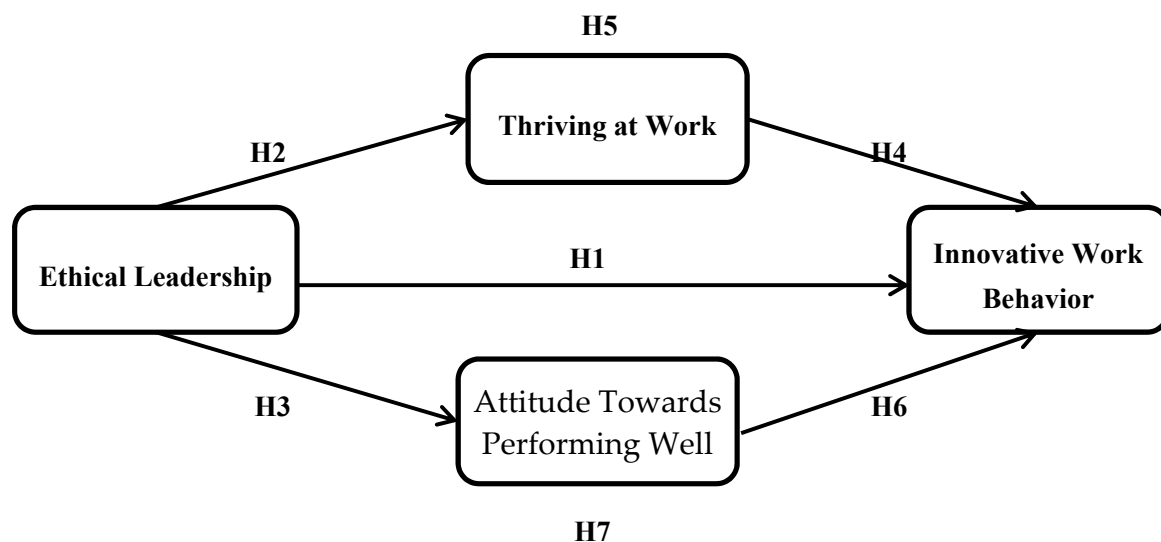 H5
Thriving at Work
H2
H4
Ethical Leadership
H1
Innovative Work
Behavior
H3
Attitude Towards
Performing Well
H6
H7